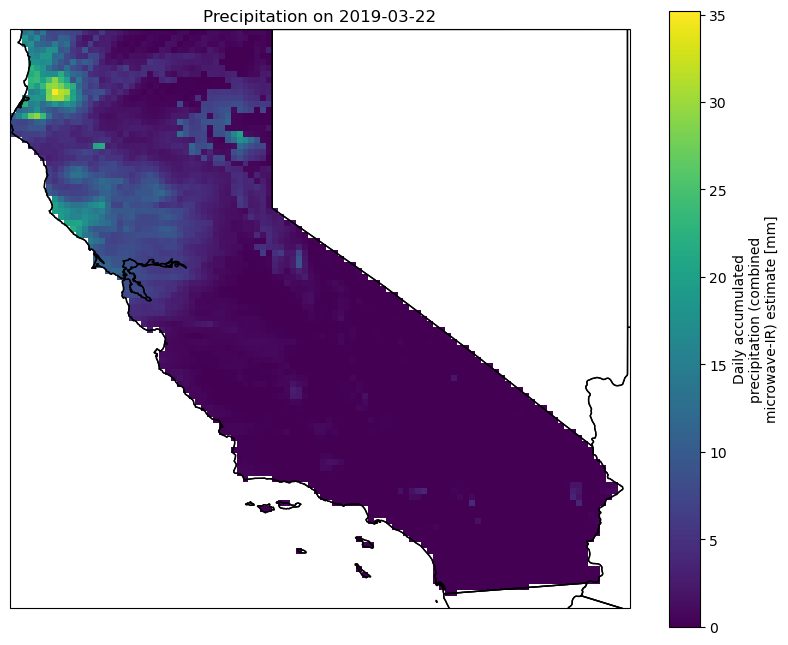 Precipitation on 2019-03-22
35
30
25
20
15
10
5
0
Daily accumulated
precipitation (combined
microwave-IR) estimate [mm]